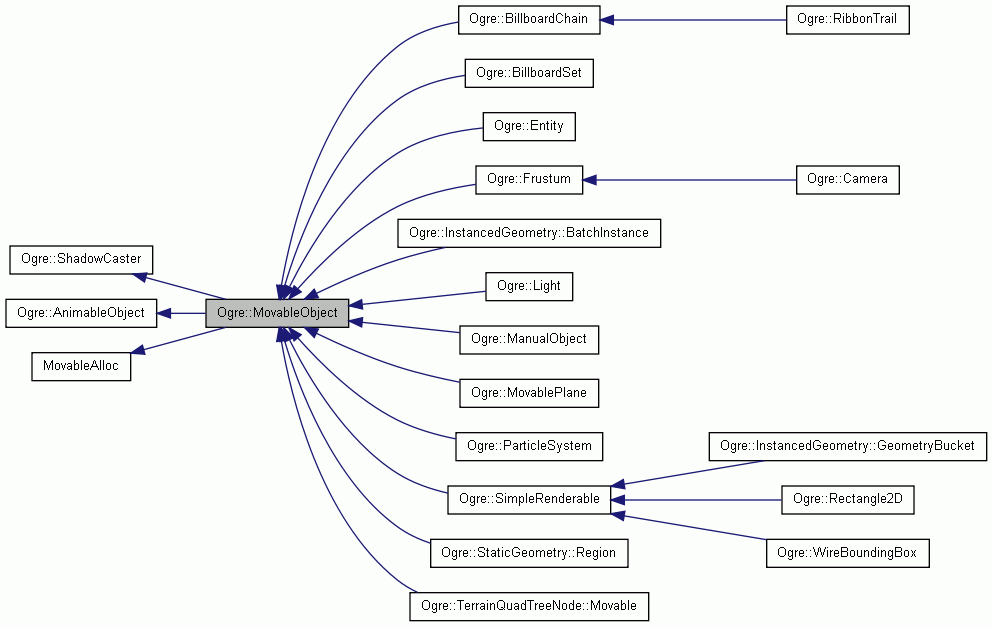 Ogre::BillboardChain
Ogre::RibbonTrail
Ogre::BillboardSet
Ogre::Entity
Ogre::Frustum
Ogre::Camera
Ogre::InstancedGeometry::BatchInstance
Ogre::ShadowCaster
Ogre::Light
Ogre::AnimableObject
Ogre::MovableObject
Ogre::ManualObject
MovableAlloc
Ogre::MovablePlane
Ogre::ParticleSystem
Ogre::InstancedGeometry::GeometryBucket
Ogre::SimpleRenderable
Ogre::Rectangle2D
Ogre::StaticGeometry::Region
Ogre::WireBoundingBox
Ogre::TerrainQuadTreeNode::Movable